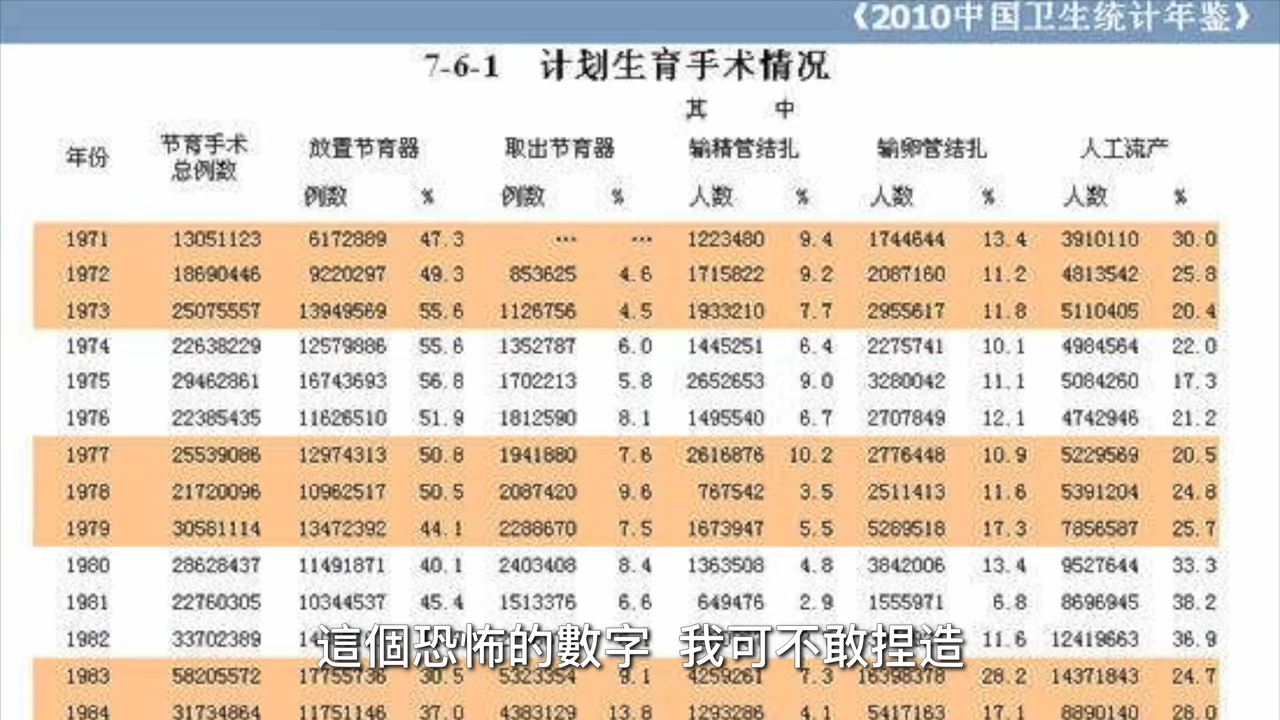 《2010中国卫生统计年鉴》
7-6-1 计划生育手术情况
其 中
年份 节育手术总例数 放置节育器 取出节育器 输精管结扎 输卵管结扎 人工流产
例数 % 例数 % 人数 % 人数 % 人数 %
1971 13051123 6172889 47.3 … … 1223480 9.4 1744644 13.4 3910110 30.0
1972 18690446 9220297 49.3 853625 4.6 1715822 9.2 2087160 11.2 4813542 25.8
1973 25075557 13949569 55.6 1126756 4.5 1933210 7.7 2955617 11.8 5110405 20.4
1974 22638229 12579886 55.6 1352787 6.0 1445251 6.4 2275741 10.1 4984564 22.0
1975 29462861 16743693 56.8 1702213 5.8 2652653 9.0 3280042 11.1 5084260 17.3
1976 22385435 11626510 51.9 1812590 8.1 1495540 6.7 2707849 12.1 4742946 21.2
1977 25539086 12974313 50.8 1941880 7.6 2616876 10.2 2776448 10.9 5229569 20.5
1978 21720096 10962517 50.5 2087420 9.6 767542 3.5 2511413 11.6 5391204 24.8
1979 30581114 13472392 44.1 2288670 7.5 1673947 5.5 5289518 17.3 7856587 25.7
1980 28628437 11491871 40.1 2403408 8.4 1363508 4.8 3842006 13.4 9527644 33.3
1981 22760305 10344537 45.4 1513376 6.6 649476 2.9 1555971 6.8 8696945 38.2
1982 33702389 11.6 12419663 36.9
這個恐怖的數字 我可不敢捏造
1983 58205572 17755736 30.5 5323354 9.1 4259261 7.3 16398378 28.2 14371843 24.7
1984 31734864 11751146 37.0 4383129 13.8 1293286 4.1 5417163 17.1 8890140 28.0